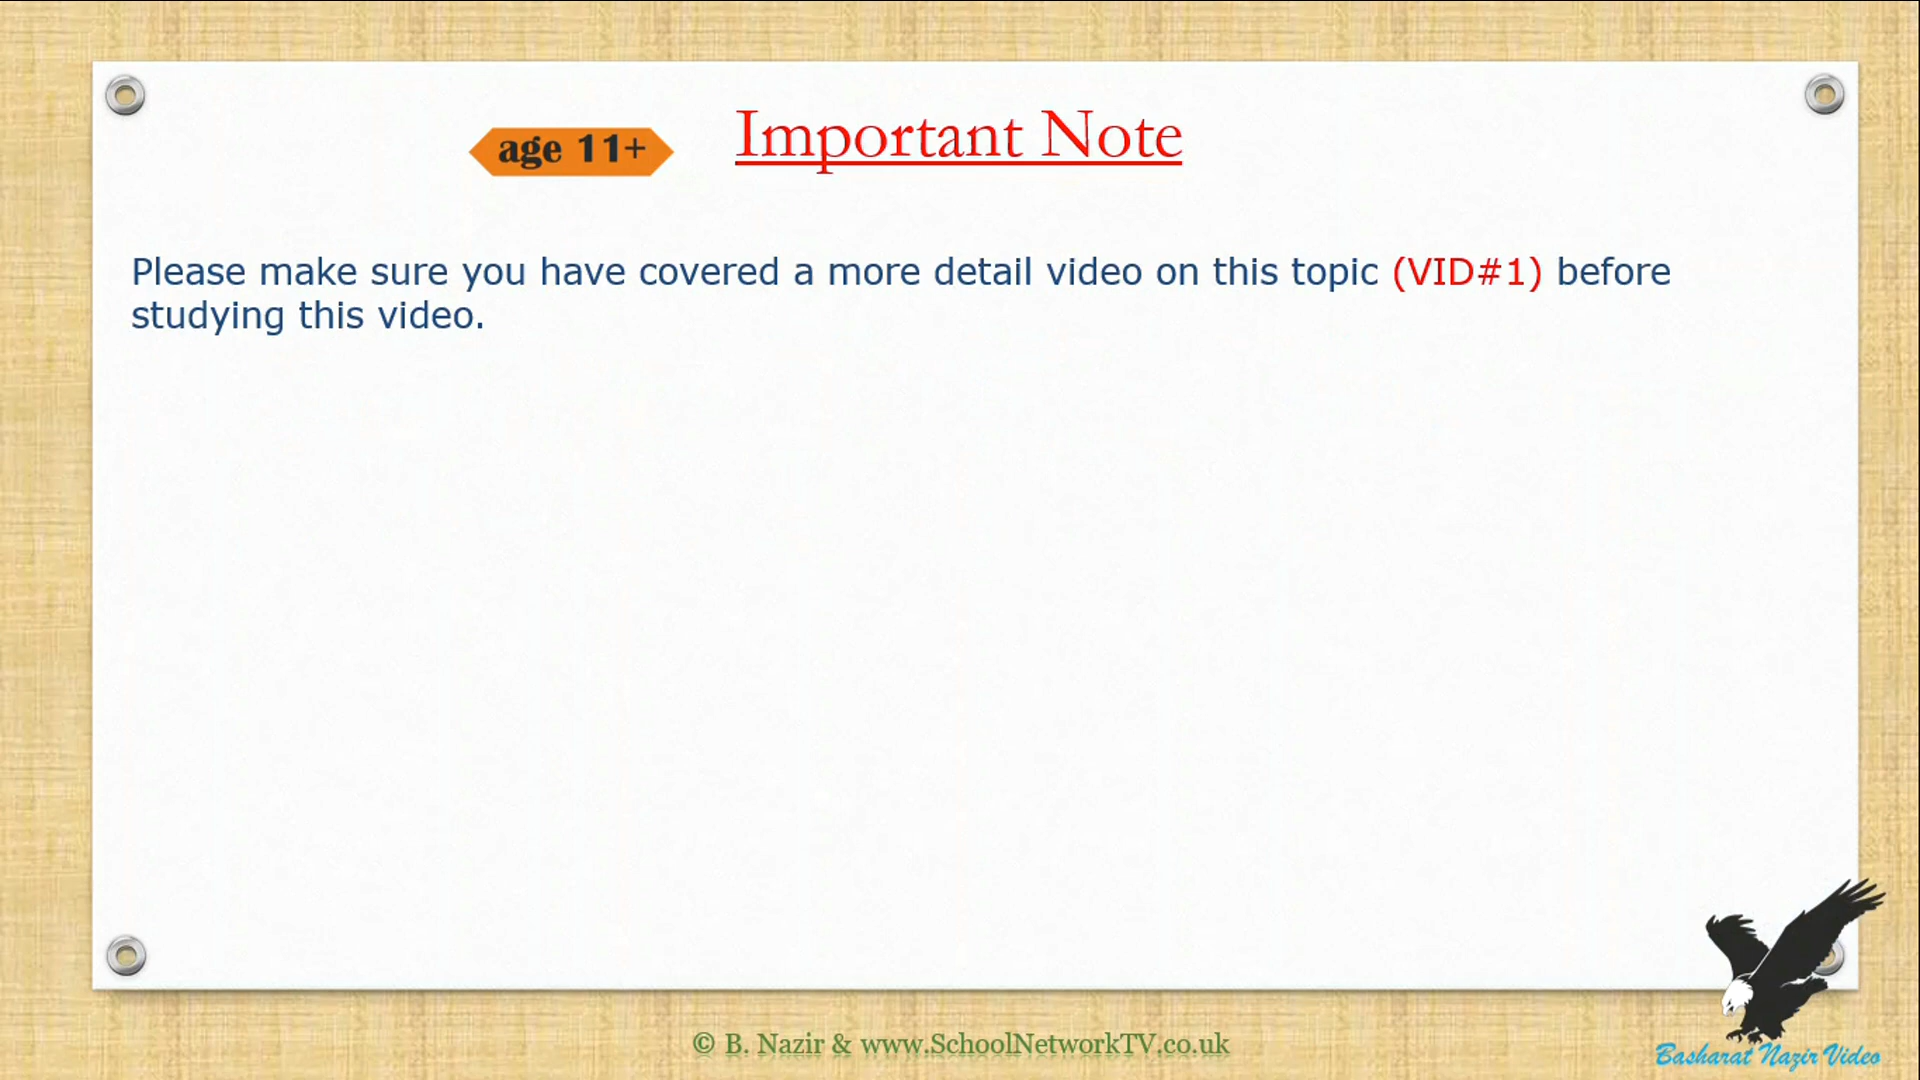 age 11+
Important Note
Please make sure you have covered a more detail video on this topic (VID#1) before
studying this video.
© B. Nazir & www.SchoolNetworkTV.co.uk
Basharat Nazir Video